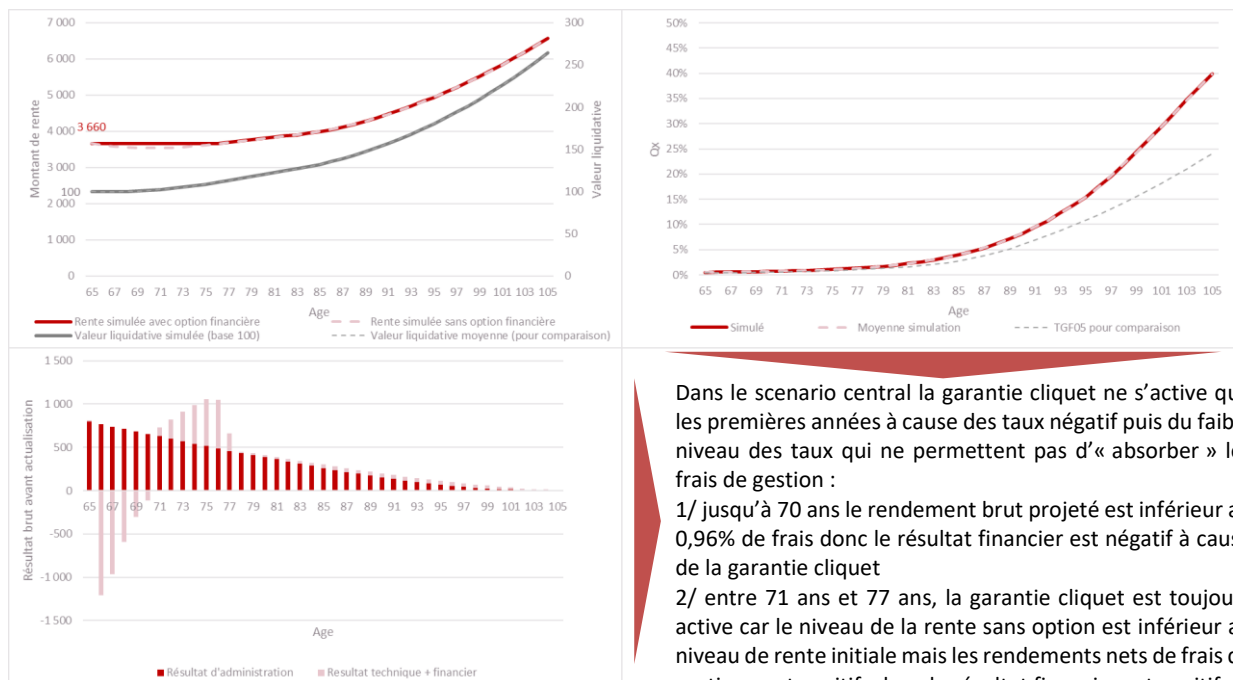 7 000
6 000
5 000
4 000
3 000
2 000
1 000
0
3 660
100
300
250
200
150
100
50
0
Montant de rente
Valeur liquidative
65 67 69 71 73 75 77 79 81 83 85 87 89 91 93 95 97 99 101 103 105
Age
Rente simulée avec option financière
Rente simulée sans option financière
Valeur liquidative simulée (base 100)
Valeur liquidative moyenne (pour comparaison)
50%
45%
40%
35%
30%
25%
20%
15%
10%
5%
0%
Qx
65 67 69 71 73 75 77 79 81 83 85 87 89 91 93 95 97 99 101 103 105
Age
Simulé
Moyenne simulation
TGF05 pour comparaison
1 500
1 000
500
0
-500
-1 000
-1 500
Résultat brut avant actualisation
65 67 69 71 73 75 77 79 81 83 85 87 89 91 93 95 97 99 101 103 105
Age
Résultat d'administration
Resultat technique + financier
Dans le scenario central la garantie cliquet ne s’active qu
les premières années à cause des taux négatif puis du faib
niveau des taux qui ne permettent pas d’« absorber » le
frais de gestion :
1/ jusqu’à 70 ans le rendement brut projeté est inférieur a
0,96% de frais donc le résultat financier est négatif à caus
de la garantie cliquet
2/ entre 71 ans et 77 ans, la garantie cliquet est toujou
active car le niveau de la rente sans option est inférieur a
niveau de rente initiale mais les rendements nets de frais d